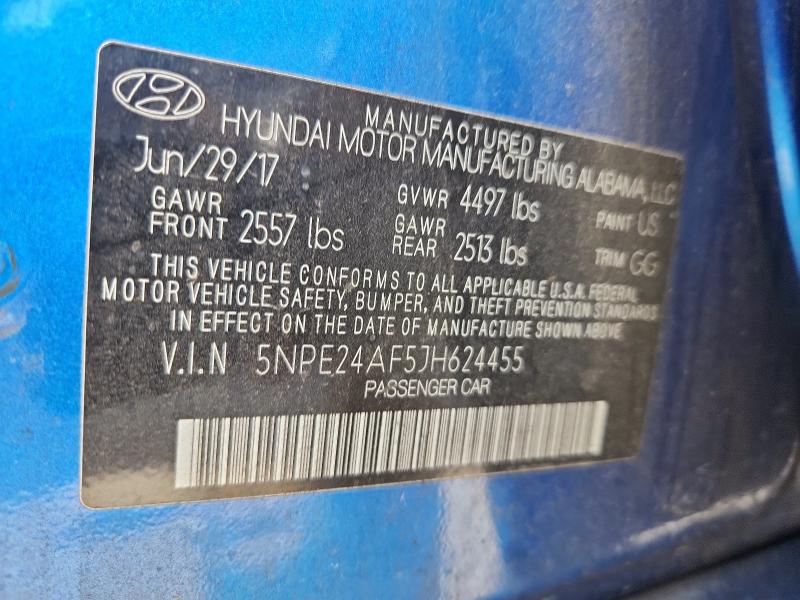 MANUFACTURED BY
HYUNDAI MOTOR MANUFACTURING ALABAMA, LLC
Jun/29/17
GVWR 4497 lbs
PAINT US
GAWR FRONT 2557 lbs
GAWR REAR 2513 lbs
TRIM GG
THIS VEHICLE CONFORMS TO ALL APPLICABLE U.S.A. FEDERAL
MOTOR VEHICLE SAFETY, BUMPER, AND THEFT PREVENTION STANDARDS
IN EFFECT ON THE DATE OF MANUFACTURE SHOWN ABOVE.
V.I.N 5NPE24AF5JH624455
PASSENGER CAR